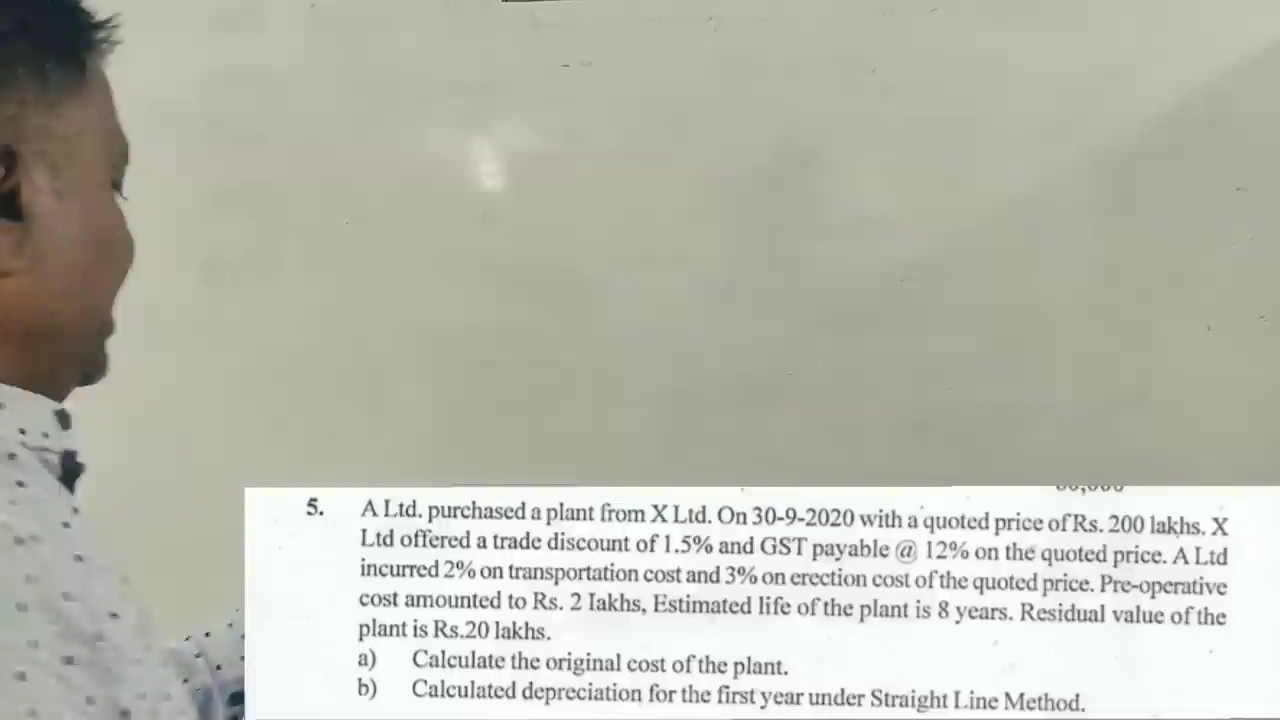 5. A Ltd. purchased a plant from X Ltd. On 30-9-2020 with a quoted price of Rs. 200 lakhs. X
Ltd offered a trade discount of 1.5% and GST payable @ 12% on the quoted price. A Ltd
incurred 2% on transportation cost and 3% on erection cost of the quoted price. Pre-operative
cost amounted to Rs. 2 Iakhs, Estimated life of the plant is 8 years. Residual value of the
plant is Rs.20 lakhs.
a) Calculate the original cost of the plant.
b) Calculated depreciation for the first year under Straight Line Method.